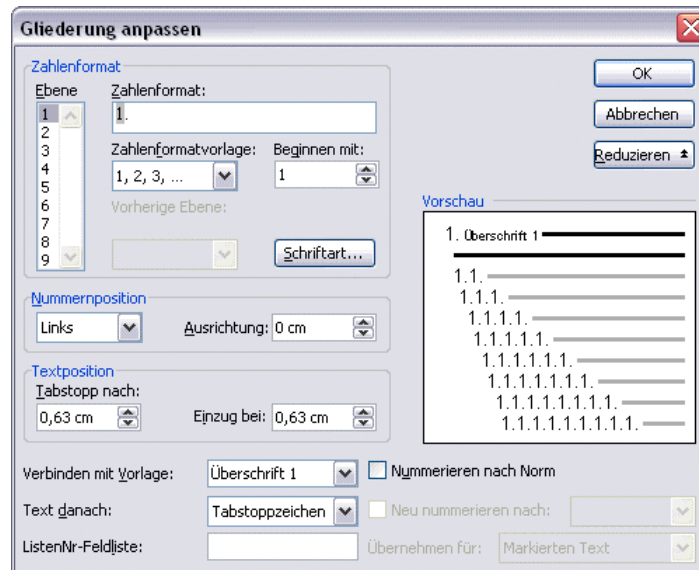 Gliederung anpassen
Zahlenformat
Ebene
Zahlenformat:
1
2
3
4
5
6
7
8
9
1.
Zahlenformatvorlage:
Beginnen mit:
1, 2, 3, ...
1
Vorherige Ebene:
Schriftart...
OK
Abbrechen
Reduzieren
Vorschau
1. Überschrift 1
1.1.
1.1.1.
1.1.1.1.
1.1.1.1.1.
1.1.1.1.1.1.
1.1.1.1.1.1.1.
1.1.1.1.1.1.1.1.
1.1.1.1.1.1.1.1.1.
Nummernposition
Links
Ausrichtung: 0 cm
Textposition
Tabstopp nach:
0,63 cm
Einzug bei: 0,63 cm
Verbinden mit Vorlage: Überschrift 1
Nummerieren nach Norm
Text danach: Tabstoppzeichen
Neu nummerieren nach:
ListenNr-Feldliste:
Übernehmen für: Markierten Text